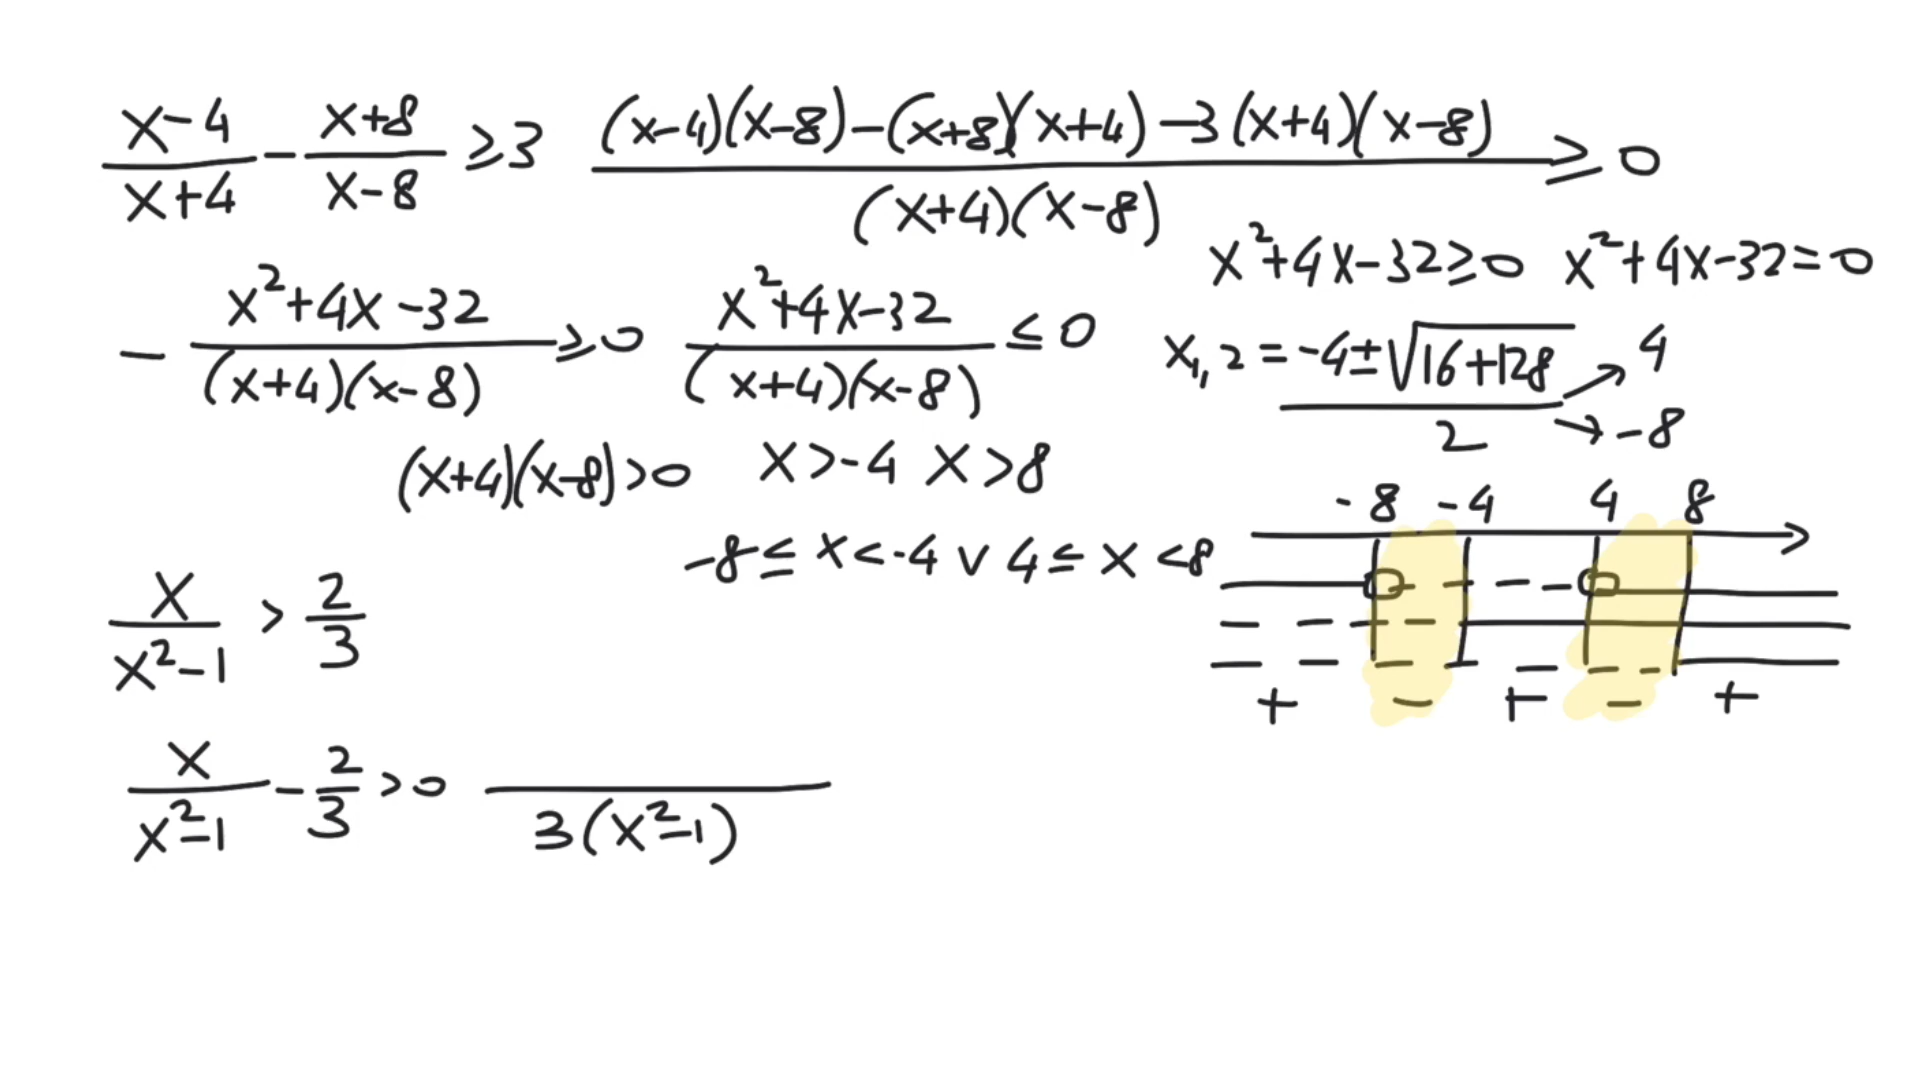 (x-4)/(x+4) - (x+8)/(x-8) ≥ 3
((x-4)(x-8)-(x+8)(x+4)-3(x+4)(x-8))/((x+4)(x-8)) ≥ 0
-(x²+4x-32)/((x+4)(x-8)) ≥ 0
(x²+4x-32)/((x+4)(x-8)) ≤ 0
x²+4x-32≥0 x²+4x-32=0
x₁,₂ = (-4±√(16+128))/2 → 4 → -8
(x+4)(x-8)>0 x>-4 x>8
-8 -4 4 8
-8≤x<-4 ∨ 4≤x<8
+ - + - +
x/(x²-1) > 2/3
x/(x²-1) - 2/3 > 0
/(3(x²-1))